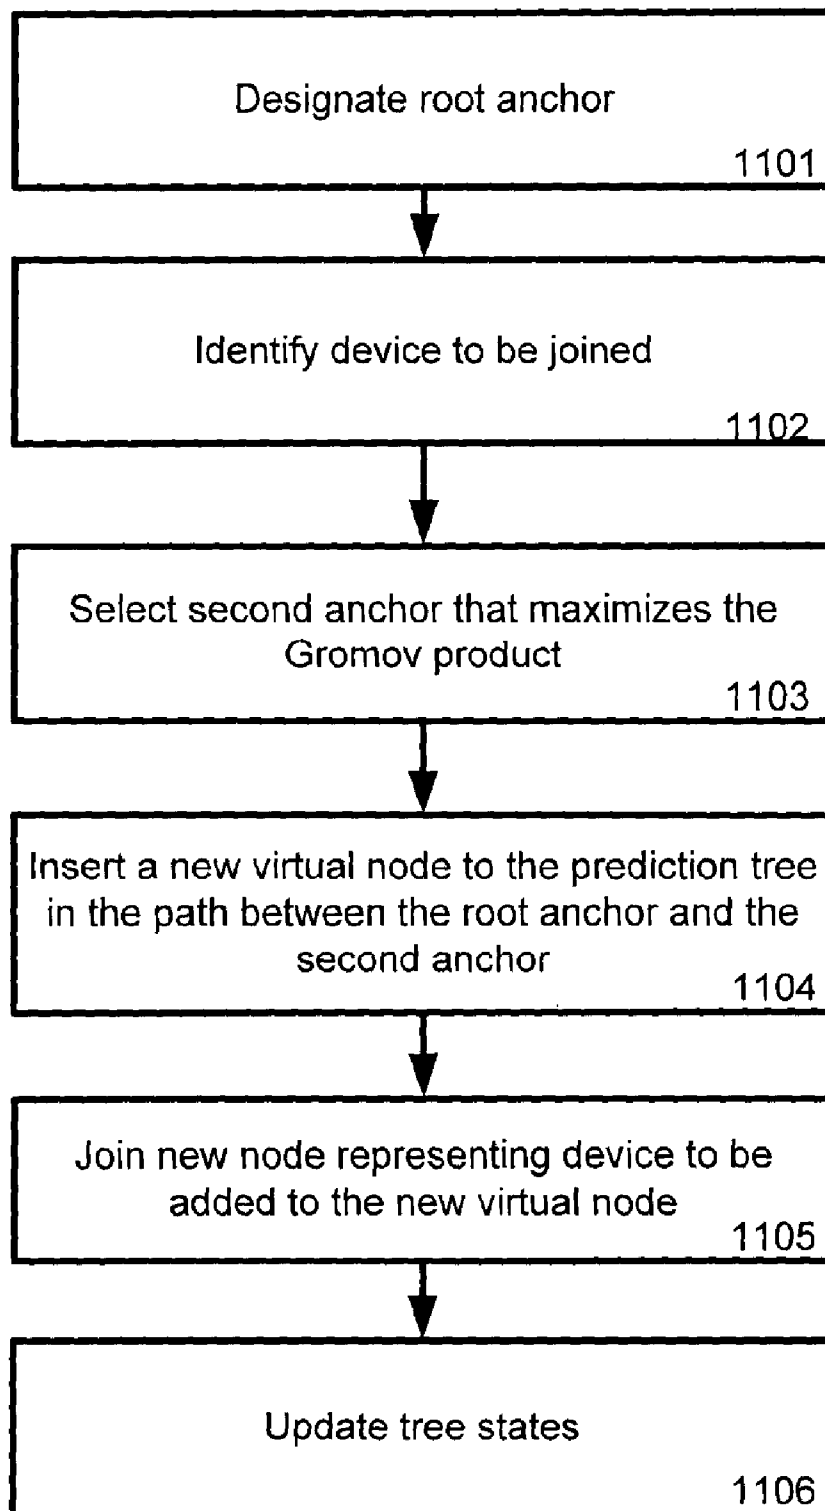 Designate root anchor
1101
Identify device to be joined
1102
Select second anchor that maximizes the
Gromov product
1103
Insert a new virtual node to the prediction tree
in the path between the root anchor and the
second anchor
1104
Join new node representing device to be
added to the new virtual node
1105
Update tree states
1106